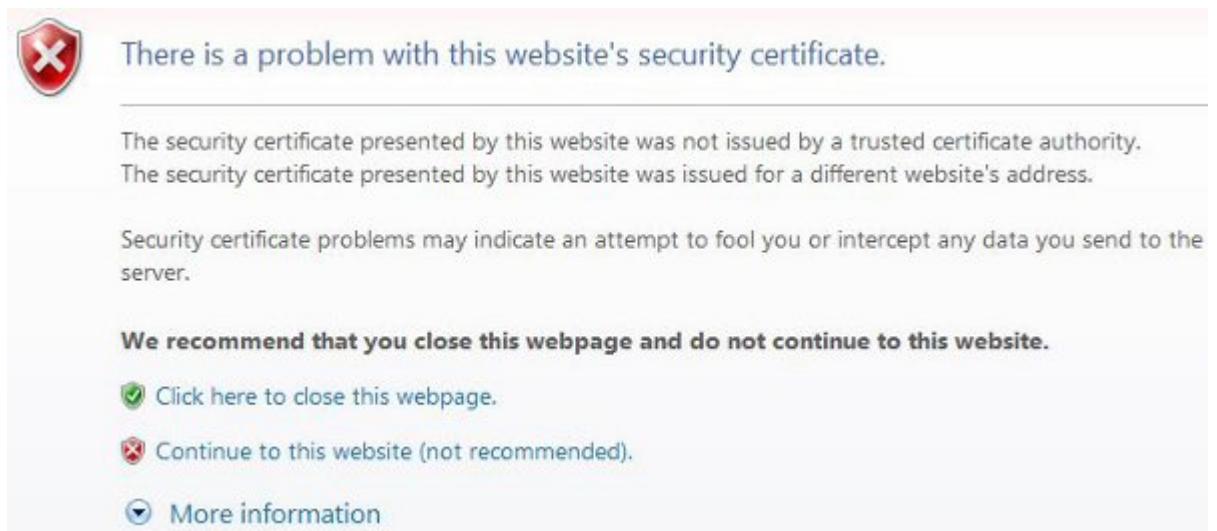 There is a problem with this website's security certificate.
The security certificate presented by this website was not issued by a trusted certificate authority.
The security certificate presented by this website was issued for a different website's address.
Security certificate problems may indicate an attempt to fool you or intercept any data you send to the
server.
We recommend that you close this webpage and do not continue to this website.
Click here to close this webpage.
Continue to this website (not recommended).
More information